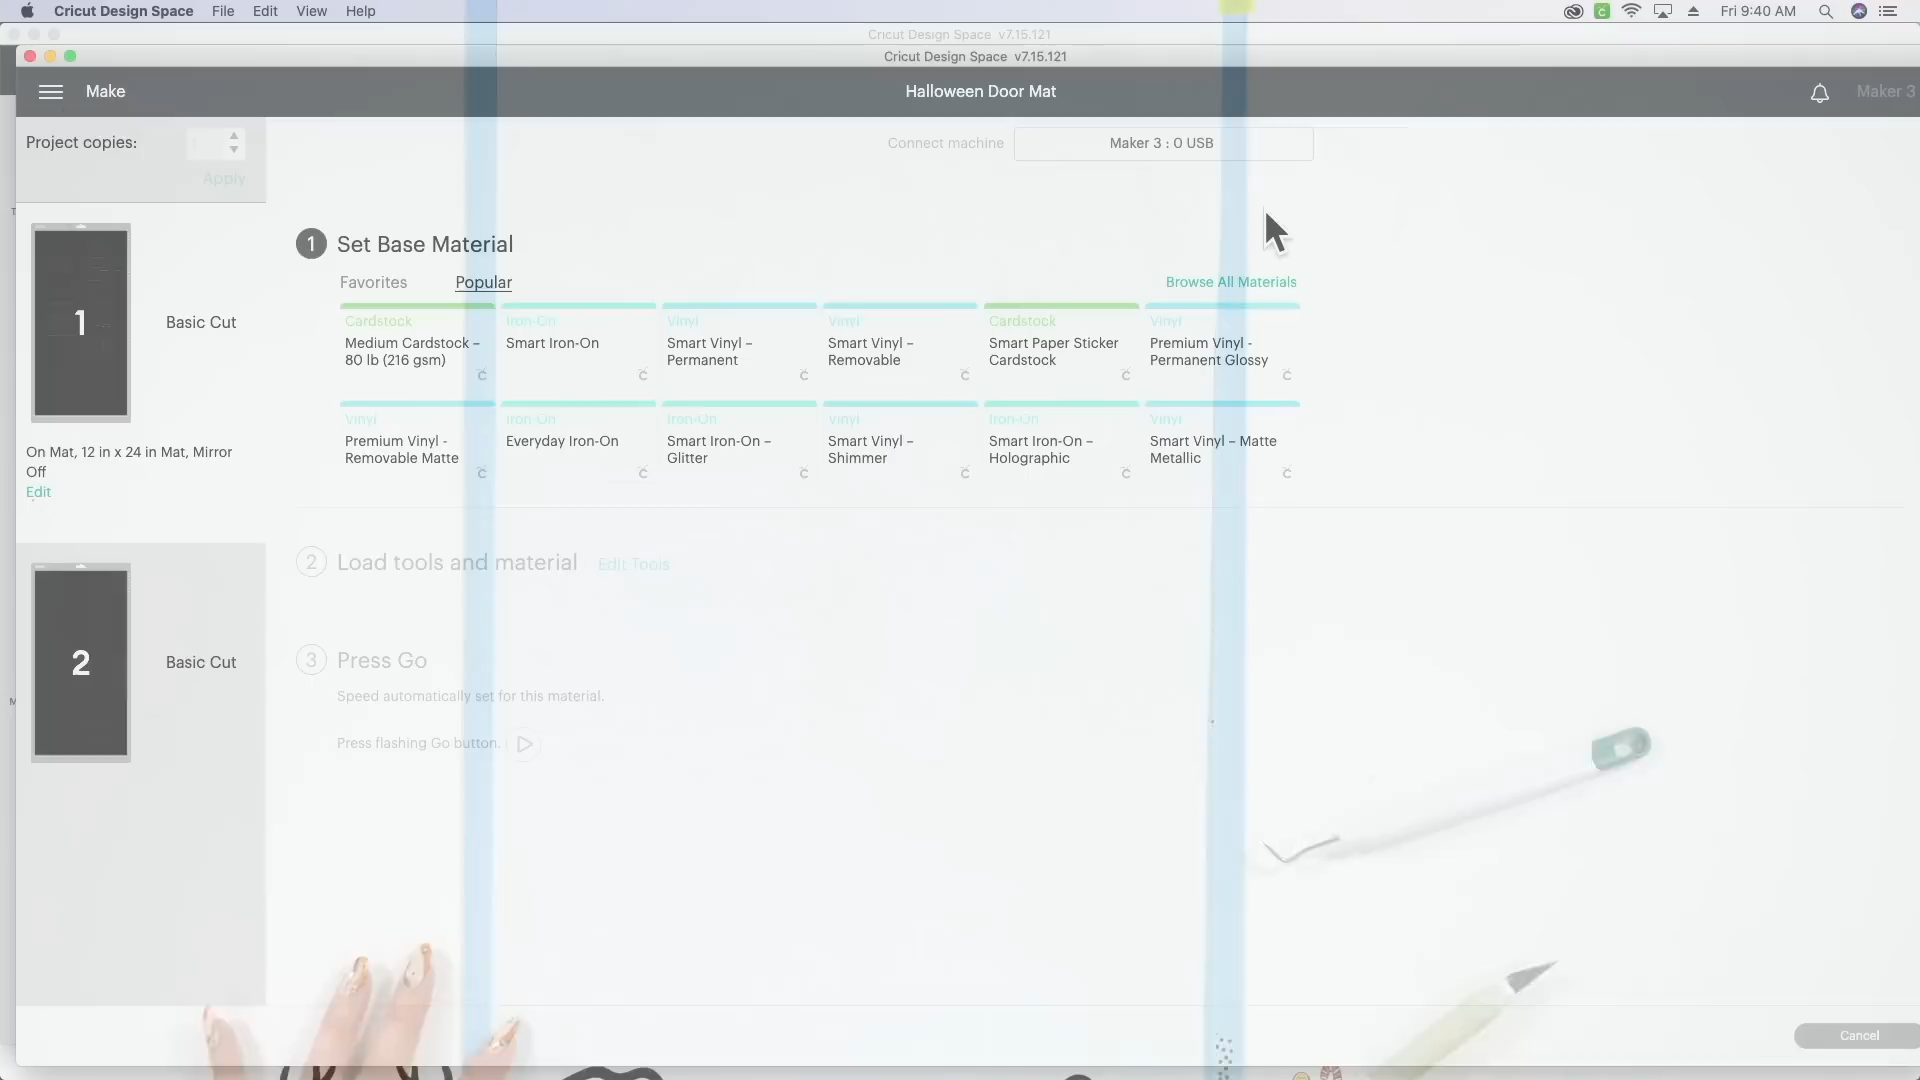 Cricut Design Space File Edit View Help
Fri 9:40 AM
Cricut Design Space v7.15.121
Cricut Design Space v7.15.121
Make
Halloween Door Mat
Maker 3
Project copies:
Apply
Connect machine
Maker 3 : 0 USB
1
Basic Cut
On Mat, 12 in x 24 in Mat, Mirror
Off
Edit
2
Basic Cut
1 Set Base Material
Favorites Popular
Browse All Materials
Cardstock
Medium Cardstock –
80 lb (216 gsm)
Iron-On
Smart Iron-On
Vinyl
Smart Vinyl –
Permanent
Vinyl
Smart Vinyl –
Removable
Cardstock
Smart Paper Sticker
Cardstock
Vinyl
Premium Vinyl -
Permanent Glossy
Vinyl
Premium Vinyl -
Removable Matte
Iron-On
Everyday Iron-On
Iron-On
Smart Iron-On –
Glitter
Vinyl
Smart Vinyl –
Shimmer
Iron-On
Smart Iron-On –
Holographic
Vinyl
Smart Vinyl – Matte
Metallic
2 Load tools and material Edit Tools
3 Press Go
Speed automatically set for this material.
Press flashing Go button.
Cancel